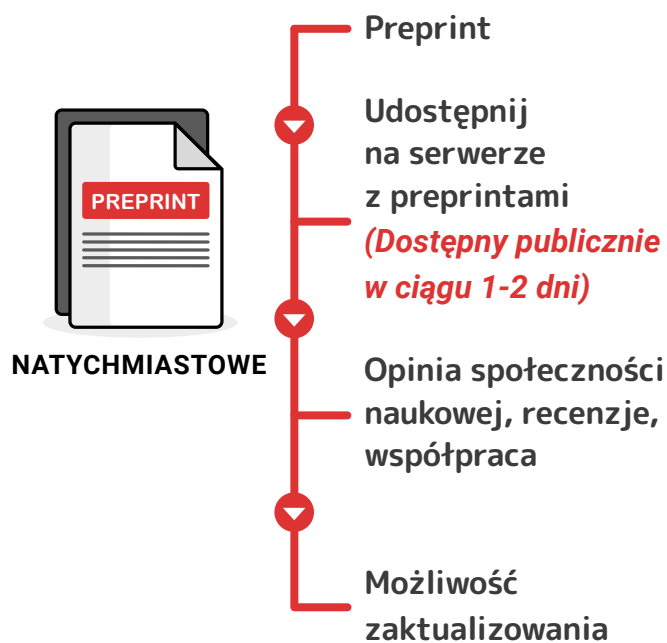 Preprint
Udostępnij
na serwerze
z preprintami
(Dostępny publicznie
w ciągu 1-2 dni)
PREPRINT
NATYCHMIASTOWE
Opinia społeczności
naukowej, recenzje,
współpraca
Możliwość
zaktualizowania